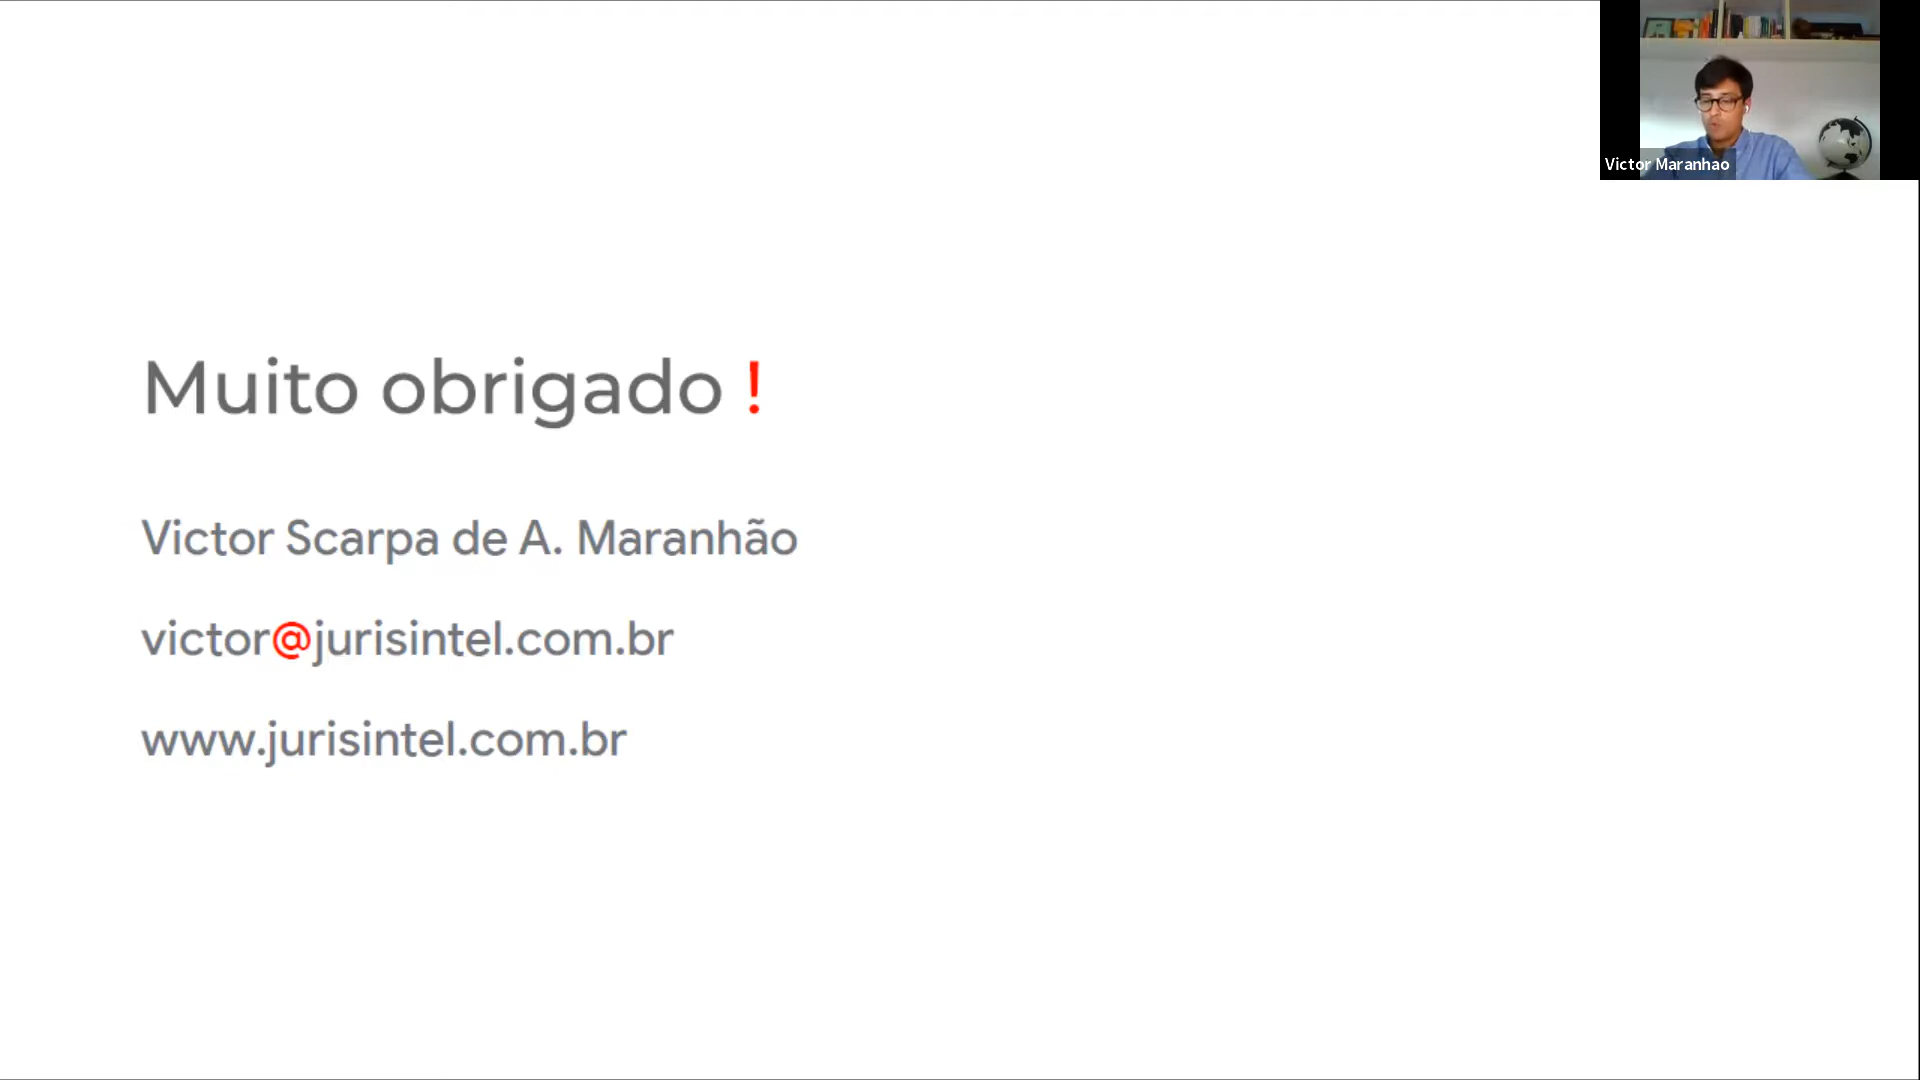 Victor Maranhao
Muito obrigado !
Victor Scarpa de A. Maranhão
victor@jurisintel.com.br
www.jurisintel.com.br